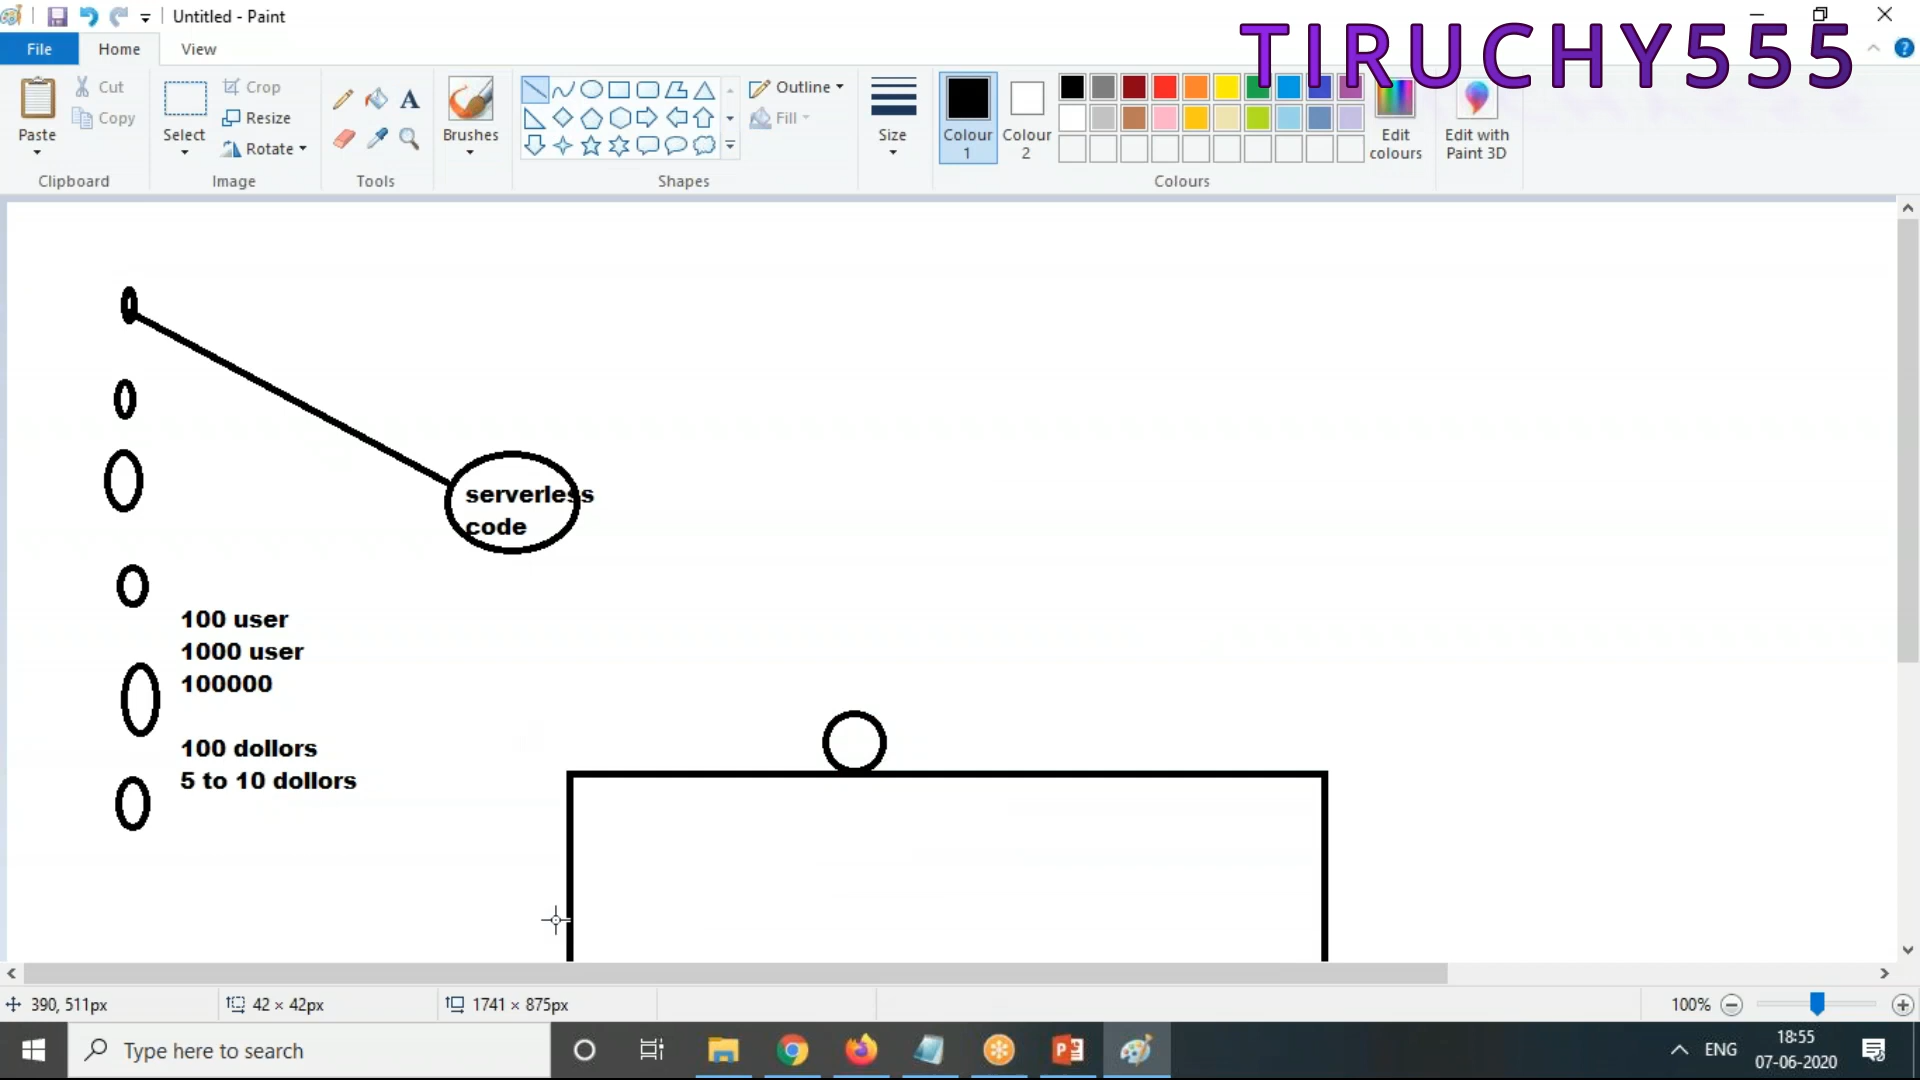 Untitled - Paint
TIRUCHY555
File
Home
View
Paste
Cut
Copy
Clipboard
Select
Crop
Resize
Rotate
Image
A
Tools
Brushes
Shapes
Outline
Fill
Size
Colour 1
Colour 2
Edit colours
Edit with Paint 3D
Colours
serverless
code
100 user
1000 user
100000
100 dollors
5 to 10 dollors
390, 511px
42 × 42px
1741 × 875px
100%
Type here to search
ENG
18:55
07-06-2020